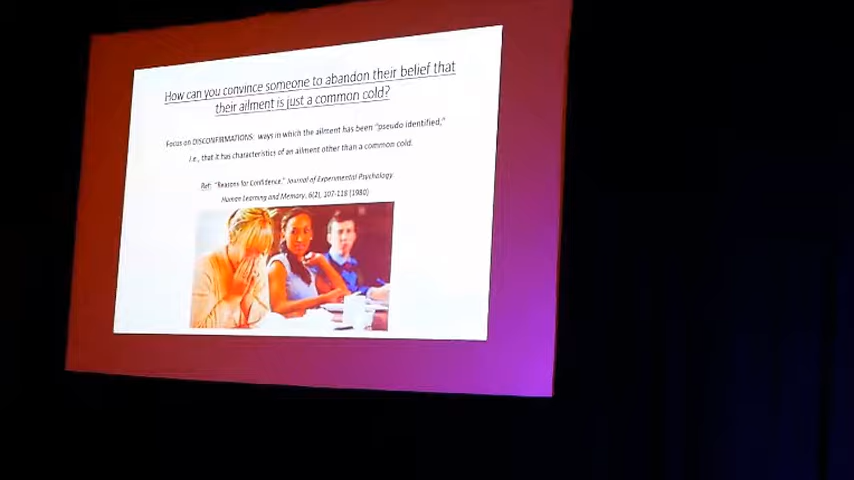 How can you convince someone to abandon their belief that
their ailment is just a common cold?
Focus on DISCONFIRMATIONS: ways in which the ailment has been "pseudo identified,"
i.e., that it has characteristics of an ailment other than a common cold.
Ref: "Reasons for Confidence," Journal of Experimental Psychology
Human Learning and Memory, 6(2), 107-118 (1980)